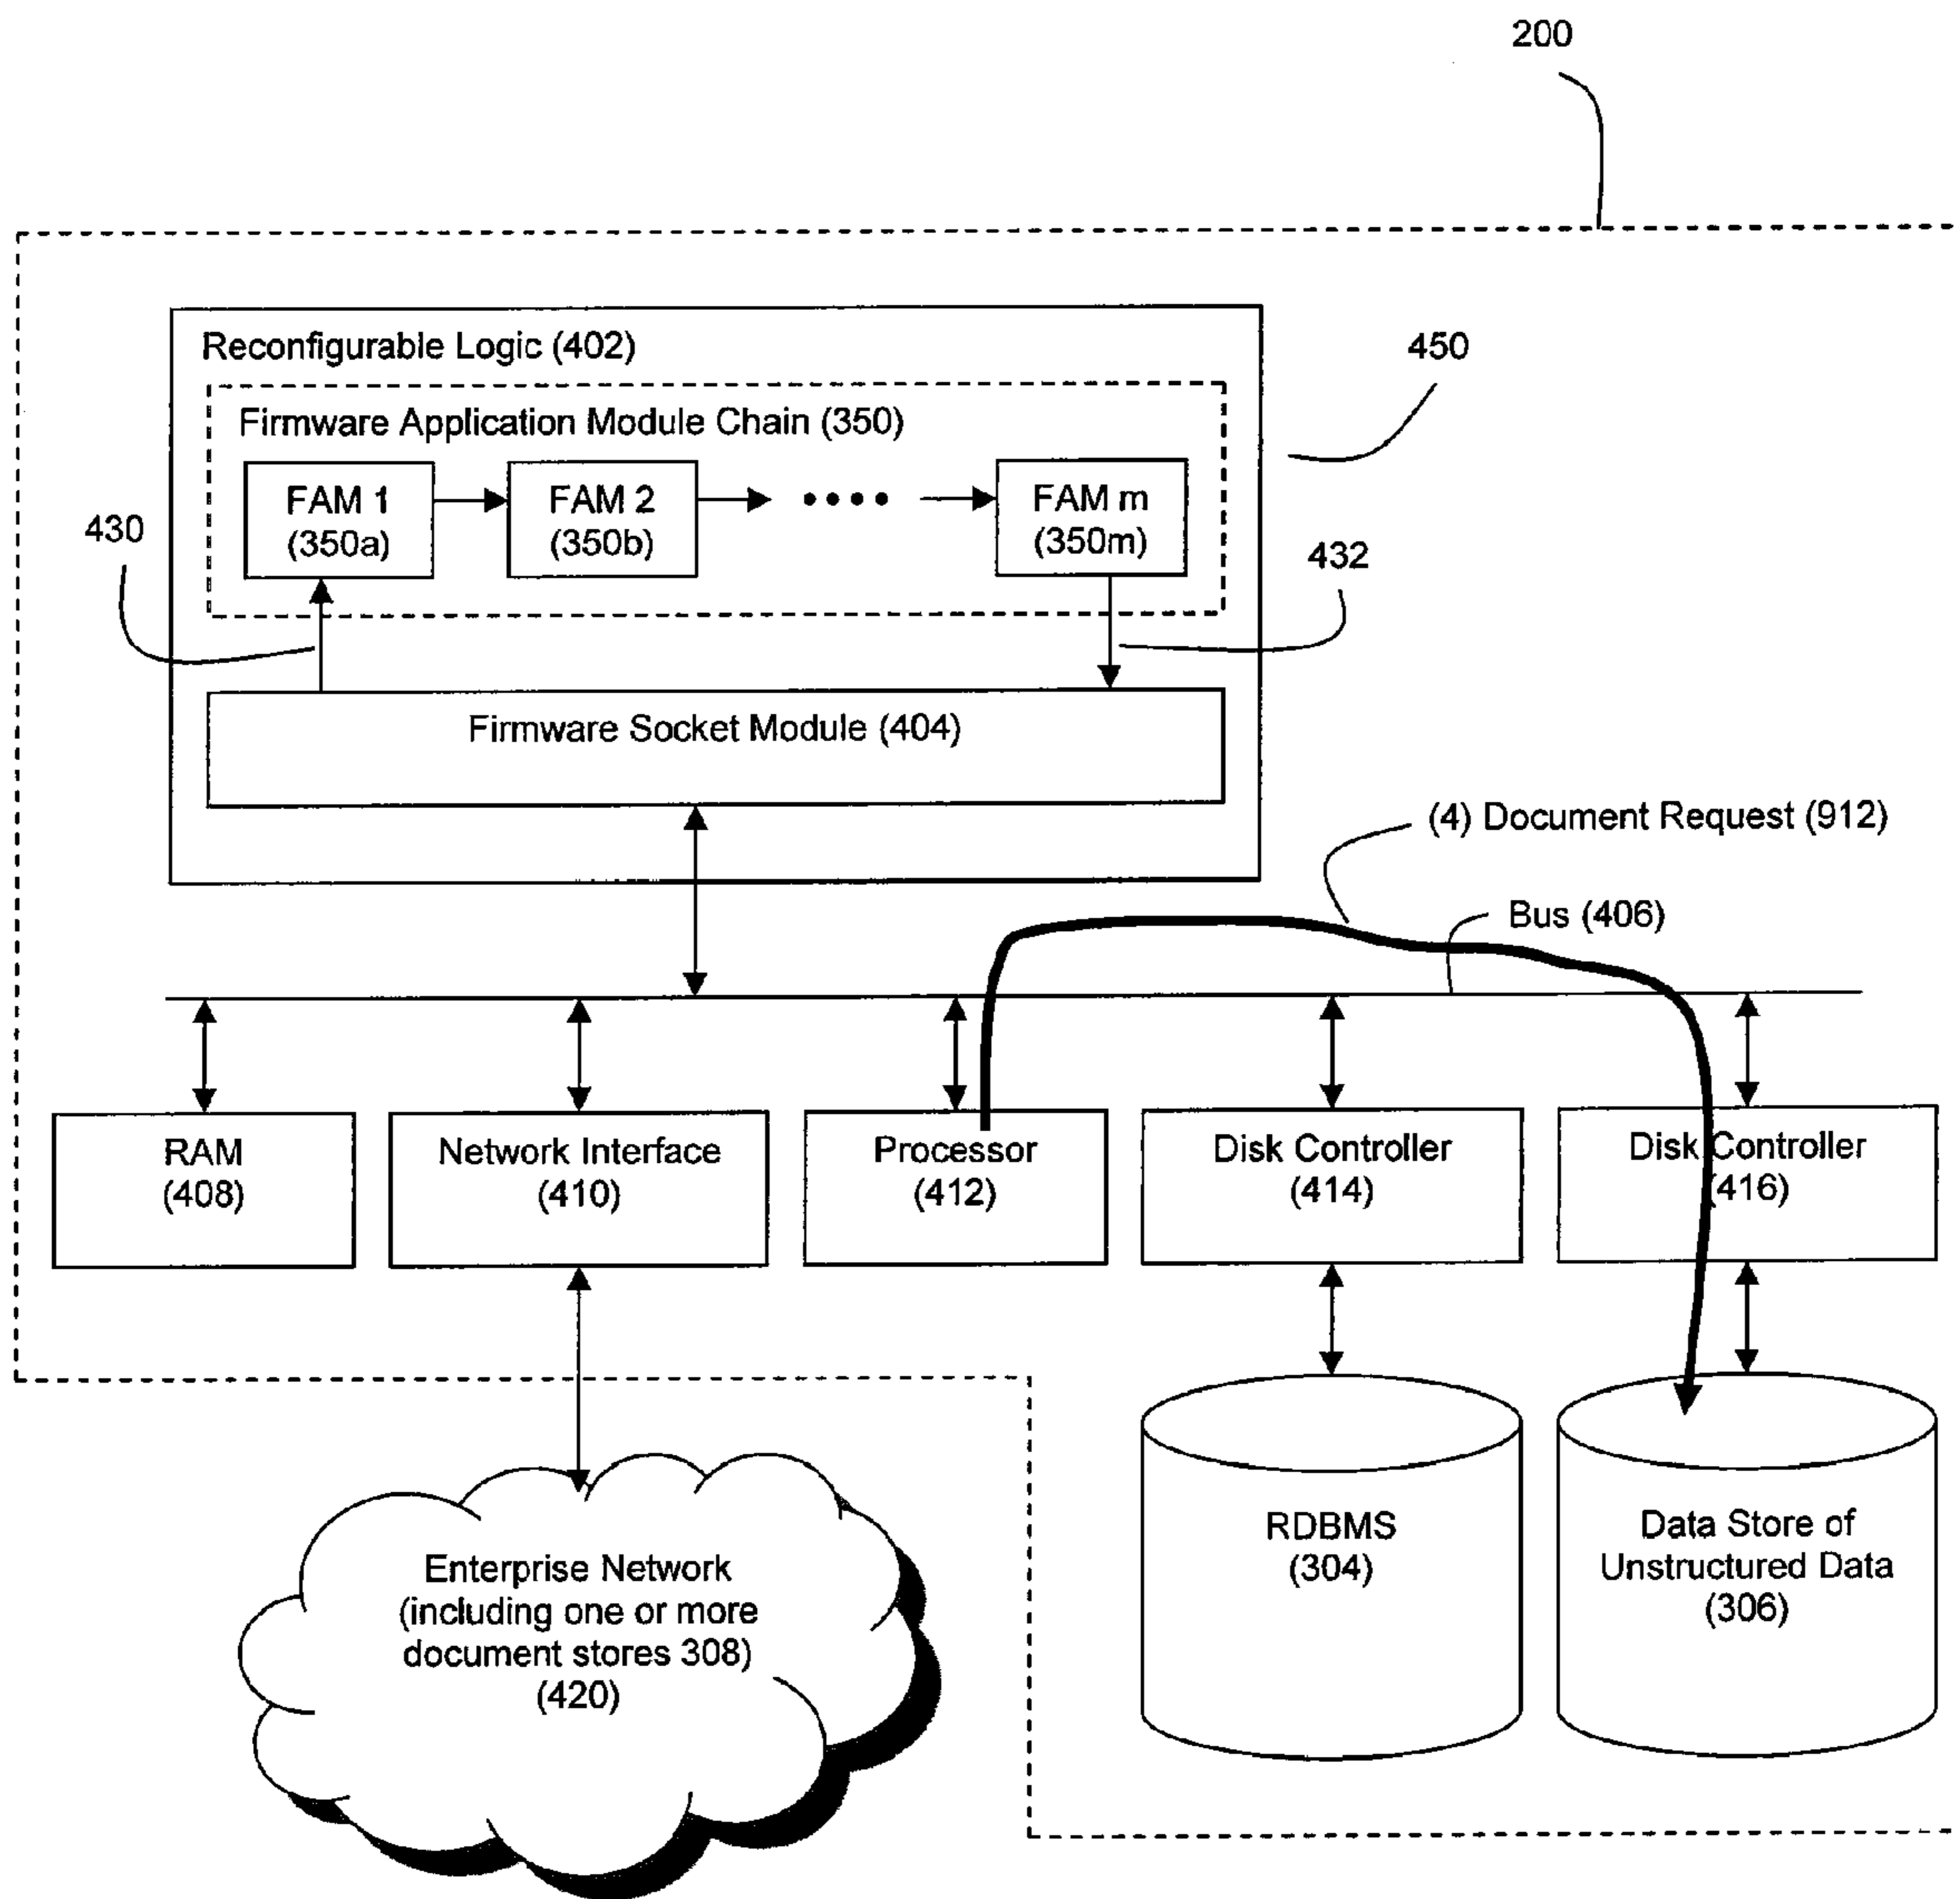 200
Reconfigurable Logic (402)
450
Firmware Application Module Chain (350)
FAM 1
(350a)
FAM 2
(350b)
FAM m
(350m)
430
432
Firmware Socket Module (404)
(4) Document Request (912)
Bus (406)
RAM
(408)
Network Interface
(410)
Processor
(412)
Disk Controller
(414)
Disk Controller
(416)
RDBMS
(304)
Data Store of
Unstructured Data
(306)
Enterprise Network
(including one or more
document stores 308)
(420)